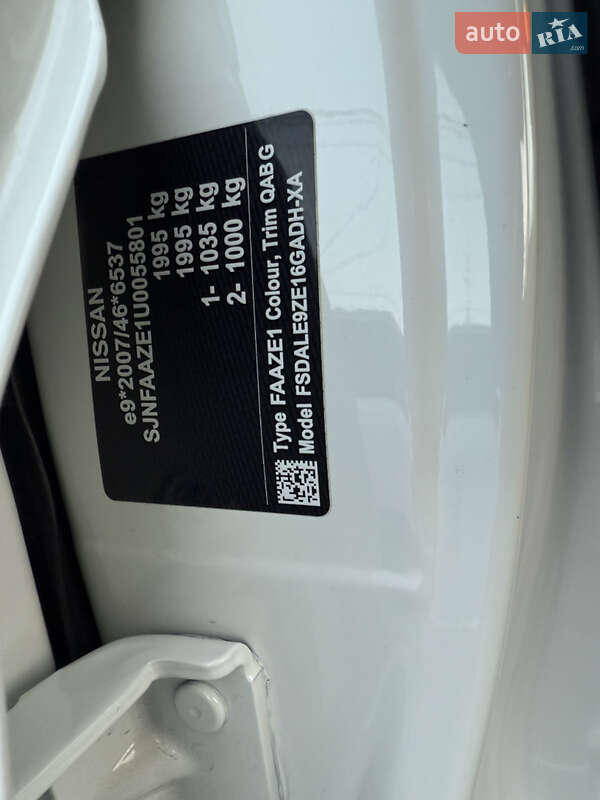 auto RIA
.com
NISSAN
e9*2007/46*6537
SJNFAAZE1U0055801
1995 kg
1995 kg
1- 1035 kg
2- 1000 kg
Type FAAZE1 Colour, Trim QAB G
Model FSDALE9ZE16GADH-XA